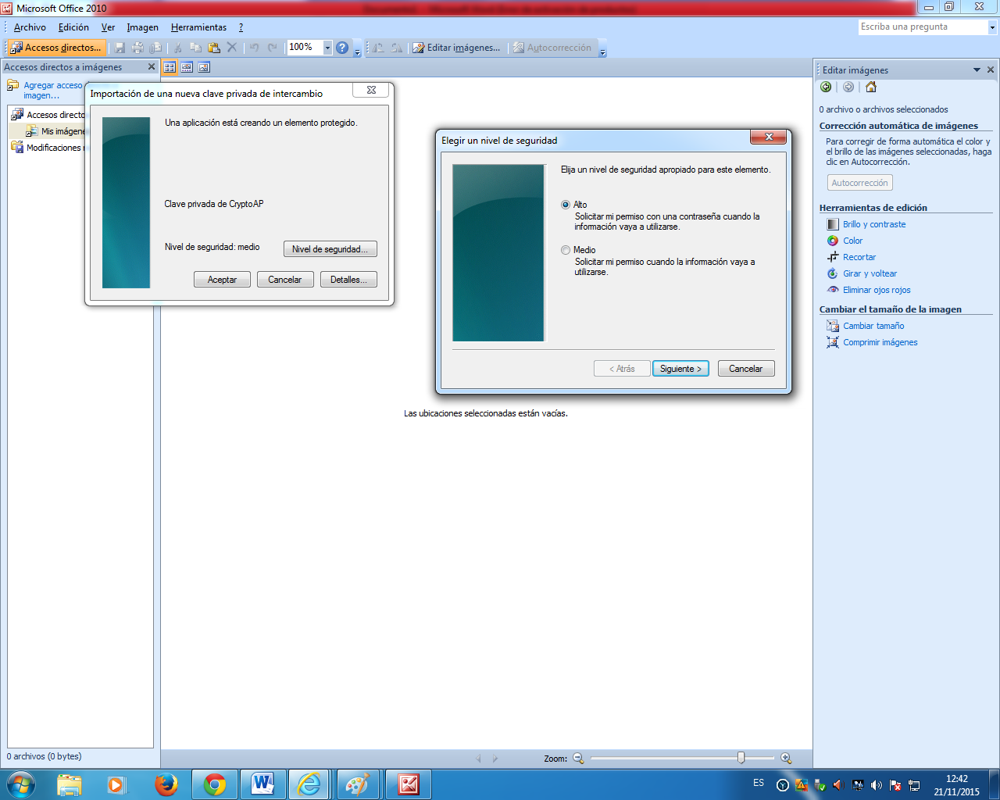 Microsoft Office 2010
Archivo Edición Ver Imagen Herramientas ?
Escriba una pregunta
Accesos directos...
100%
Editar imágenes...
Autocorrección
Accesos directos a imágenes
Agregar acceso
imagen...
Accesos directo
Mis imágene
Modificaciones
0 archivos (0 bytes)
Importación de una nueva clave privada de intercambio
Una aplicación está creando un elemento protegido.
Clave privada de CryptoAP
Nivel de seguridad: medio
Nivel de seguridad...
Aceptar
Cancelar
Detalles...
Elegir un nivel de seguridad
Elija un nivel de seguridad apropiado para este elemento.
Alto
Solicitar mi permiso con una contraseña cuando la
información vaya a utilizarse.
Medio
Solicitar mi permiso cuando la información vaya a
utilizarse.
< Atrás
Siguiente >
Cancelar
Las ubicaciones seleccionadas están vacías.
Zoom:
Editar imágenes
0 archivo o archivos seleccionados
Corrección automática de imágenes
Para corregir de forma automática el color y
el brillo de las imágenes seleccionadas, haga
clic en Autocorrección.
Autocorrección
Herramientas de edición
Brillo y contraste
Color
Recortar
Girar y voltear
Eliminar ojos rojos
Cambiar el tamaño de la imagen
Cambiar tamaño
Comprimir imágenes
ES
12:42
21/11/2015